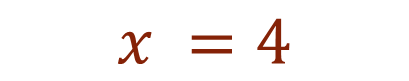 x = 4